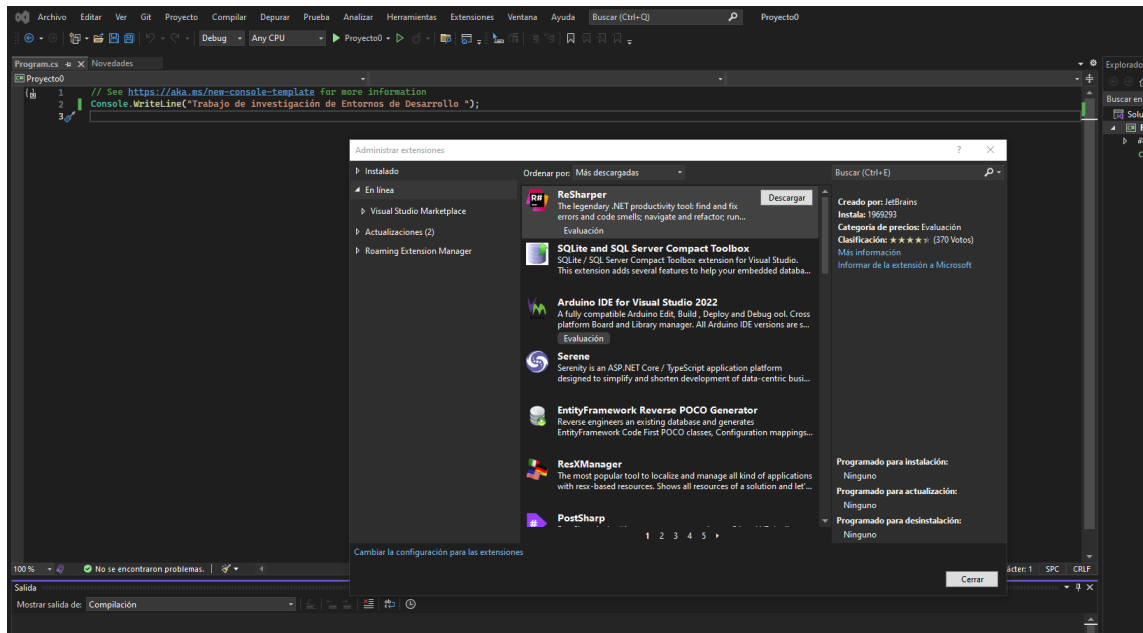 Archivo Editar Ver Git Proyecto Compilar Depurar Prueba Analizar Herramientas Extensiones Ventana Ayuda Buscar (Ctrl+Q) Proyecto0
Debug Any CPU Proyecto0
Program.cs Novedades Explorado
Proyecto0
Buscar en
1 // See https://aka.ms/new-console-template for more information
2 Console.WriteLine("Trabajo de investigación de Entornos de Desarrollo ");
3
Solu
Administrar extensiones ? X
Instalado
En línea
Visual Studio Marketplace
Actualizaciones (2)
Roaming Extension Manager
Ordenar por: Más descargadas
ReSharper
The legendary .NET productivity tool: find and fix
errors and code smells; navigate and refactor; run...
Evaluación
Descargar
SQLite and SQL Server Compact Toolbox
SQLite / SQL Server Compact Toolbox extension for Visual Studio.
This extension adds several features to help your embedded databa...
Arduino IDE for Visual Studio 2022
A fully compatible Arduino Edit, Build , Deploy and Debug ool. Cross
platform Board and Library manager. All Arduino IDE versions are s...
Evaluación
Serene
Serenity is an ASP.NET Core / TypeScript application platform
designed to simplify and shorten development of data-centric busi...
EntityFramework Reverse POCO Generator
Reverse engineers an existing database and generates
EntityFramework Code First POCO classes, Configuration mappings...
ResXManager
The most popular tool to localize and manage all kind of applications
with resx-based resources. Shows all resources of a solution and let'...
PostSharp
1 2 3 4 5
Buscar (Ctrl+E)
Creado por: JetBrains
Instala: 1969293
Categoría de precios: Evaluación
Clasificación: (370 Votos)
Más información
Informar de la extensión a Microsoft
Programado para instalación:
Ninguno
Programado para actualización:
Ninguno
Programado para desinstalación:
Ninguno
Cambiar la configuración para las extensiones
Cerrar
100 % No se encontraron problemas. ácter: 1 SPC CRLF
Salida
Mostrar salida de: Compilación